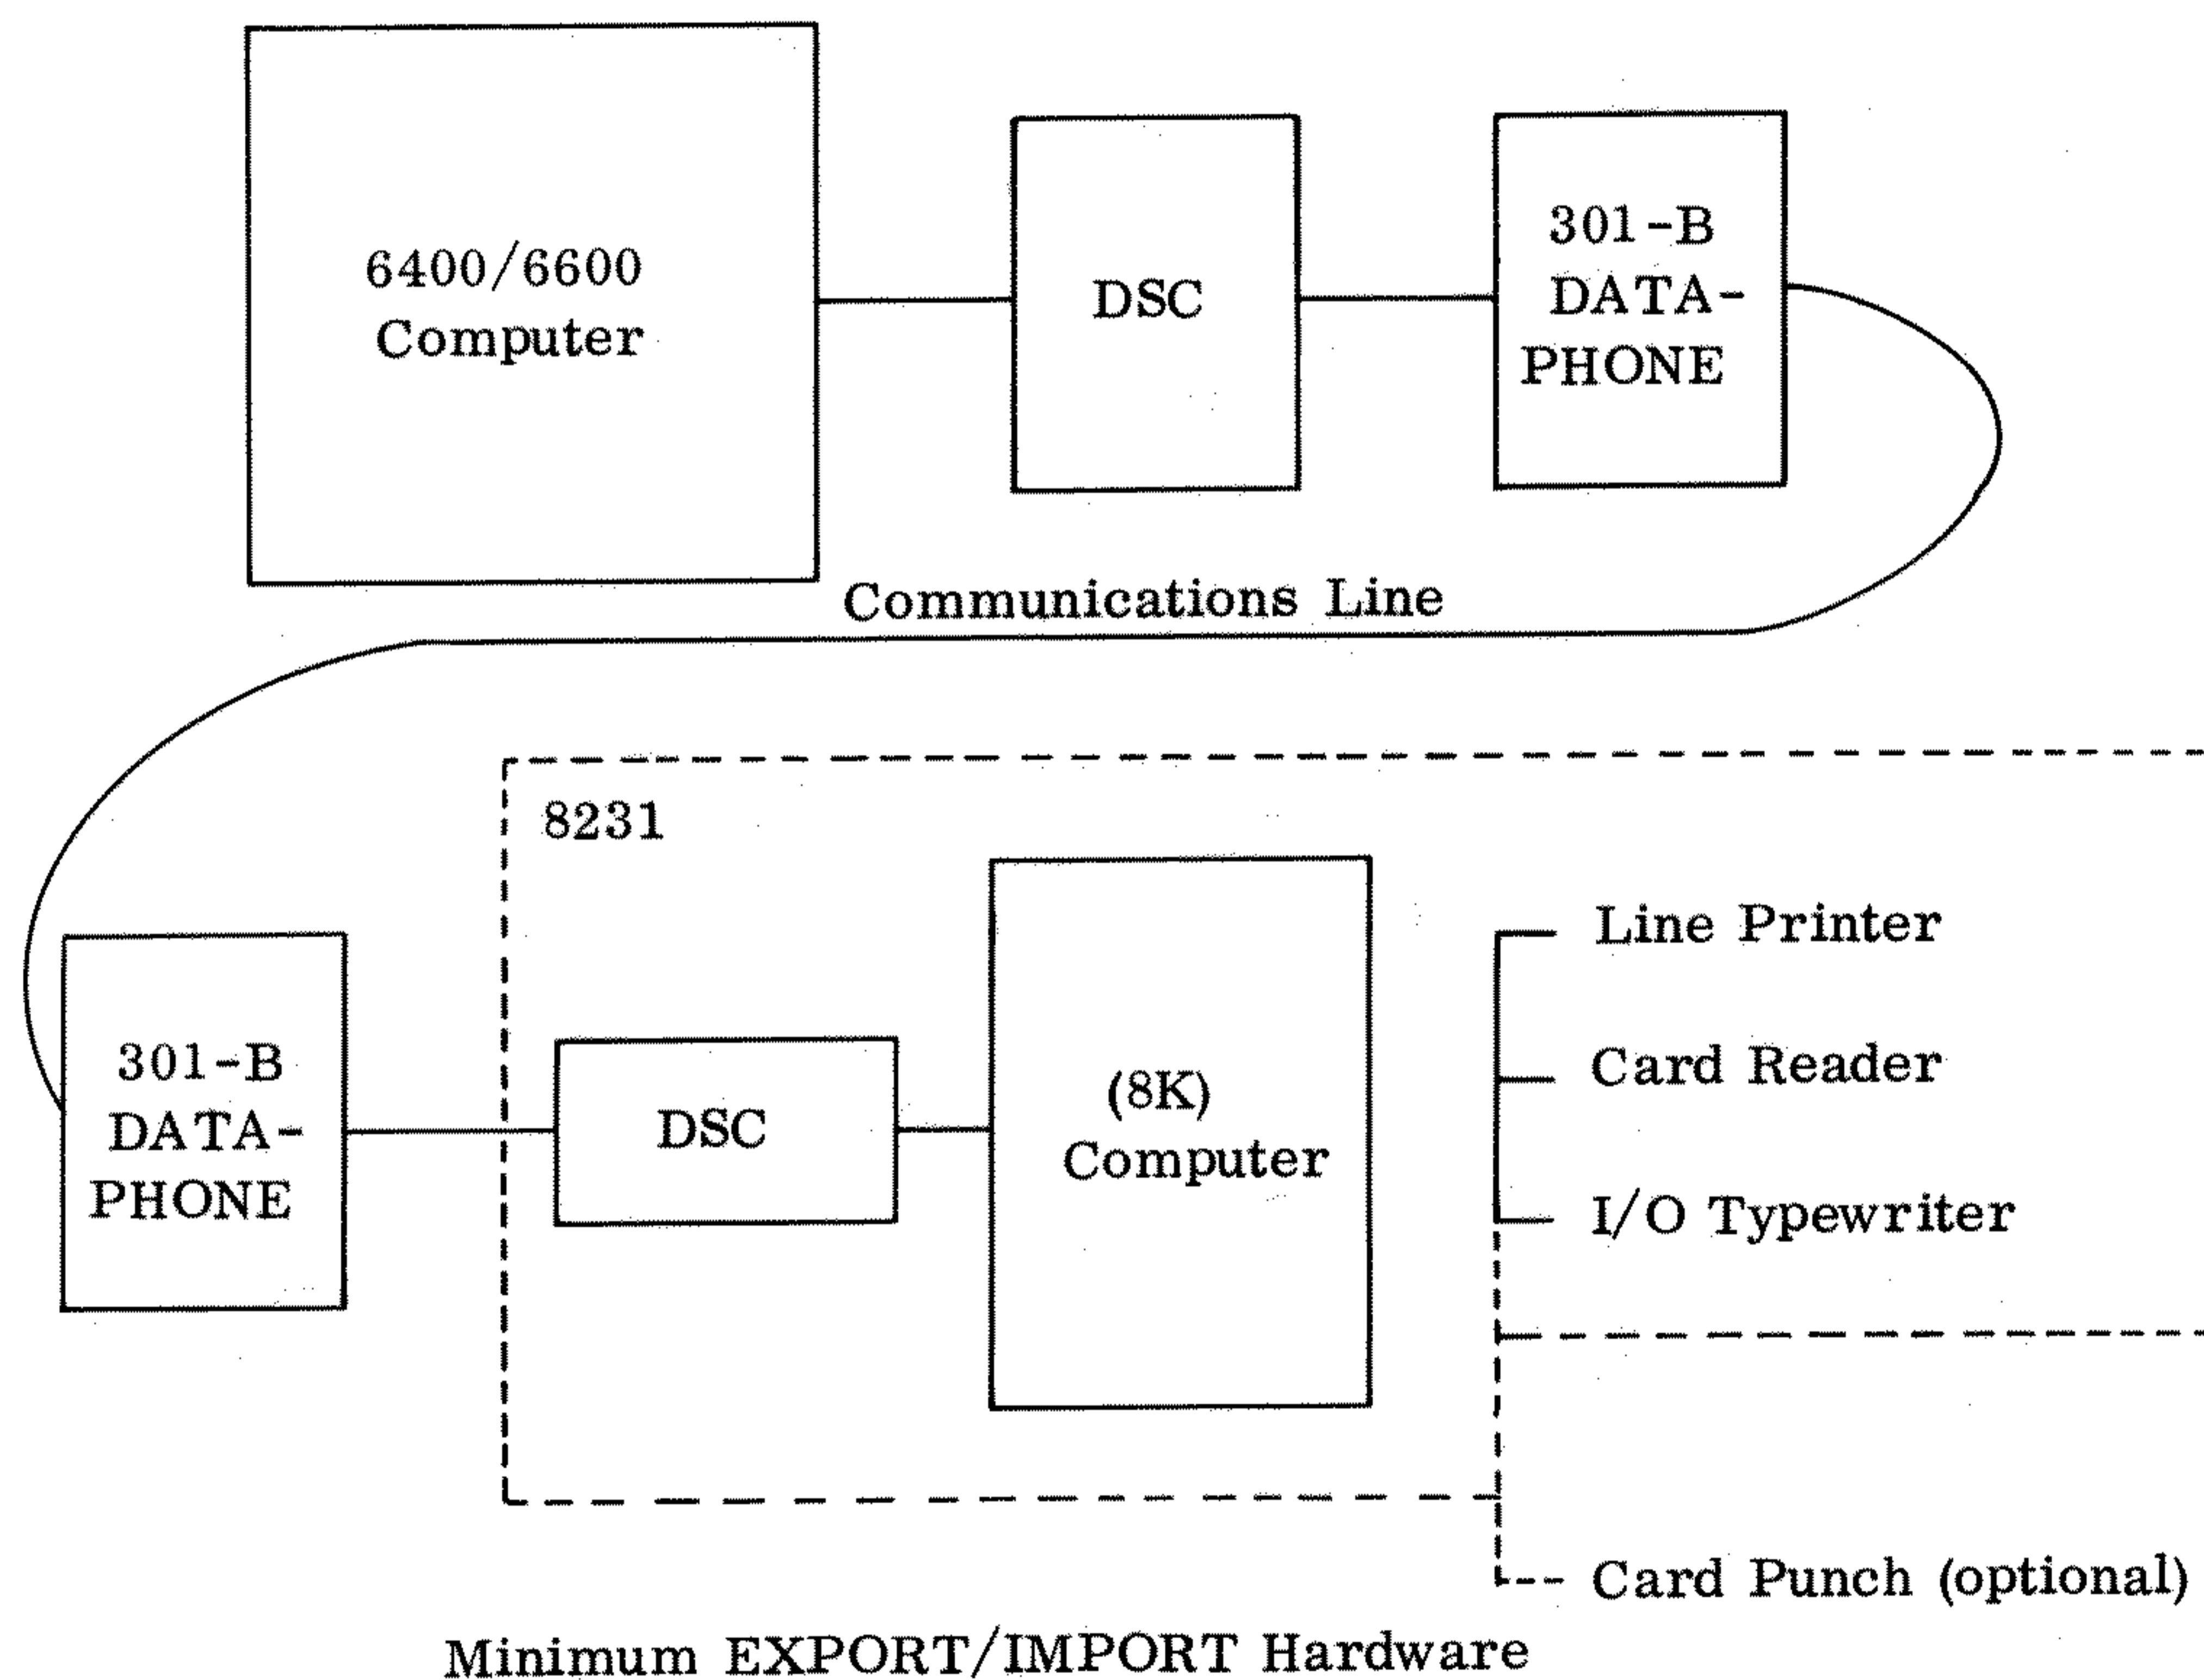 6400/6600
Computer
DSC
301-B
DATA-
PHONE
Communications Line
8231
301-B
DATA-
PHONE
DSC
(8K)
Computer
Line Printer
Card Reader
I/O Typewriter
Card Punch (optional)
Minimum EXPORT/IMPORT Hardware